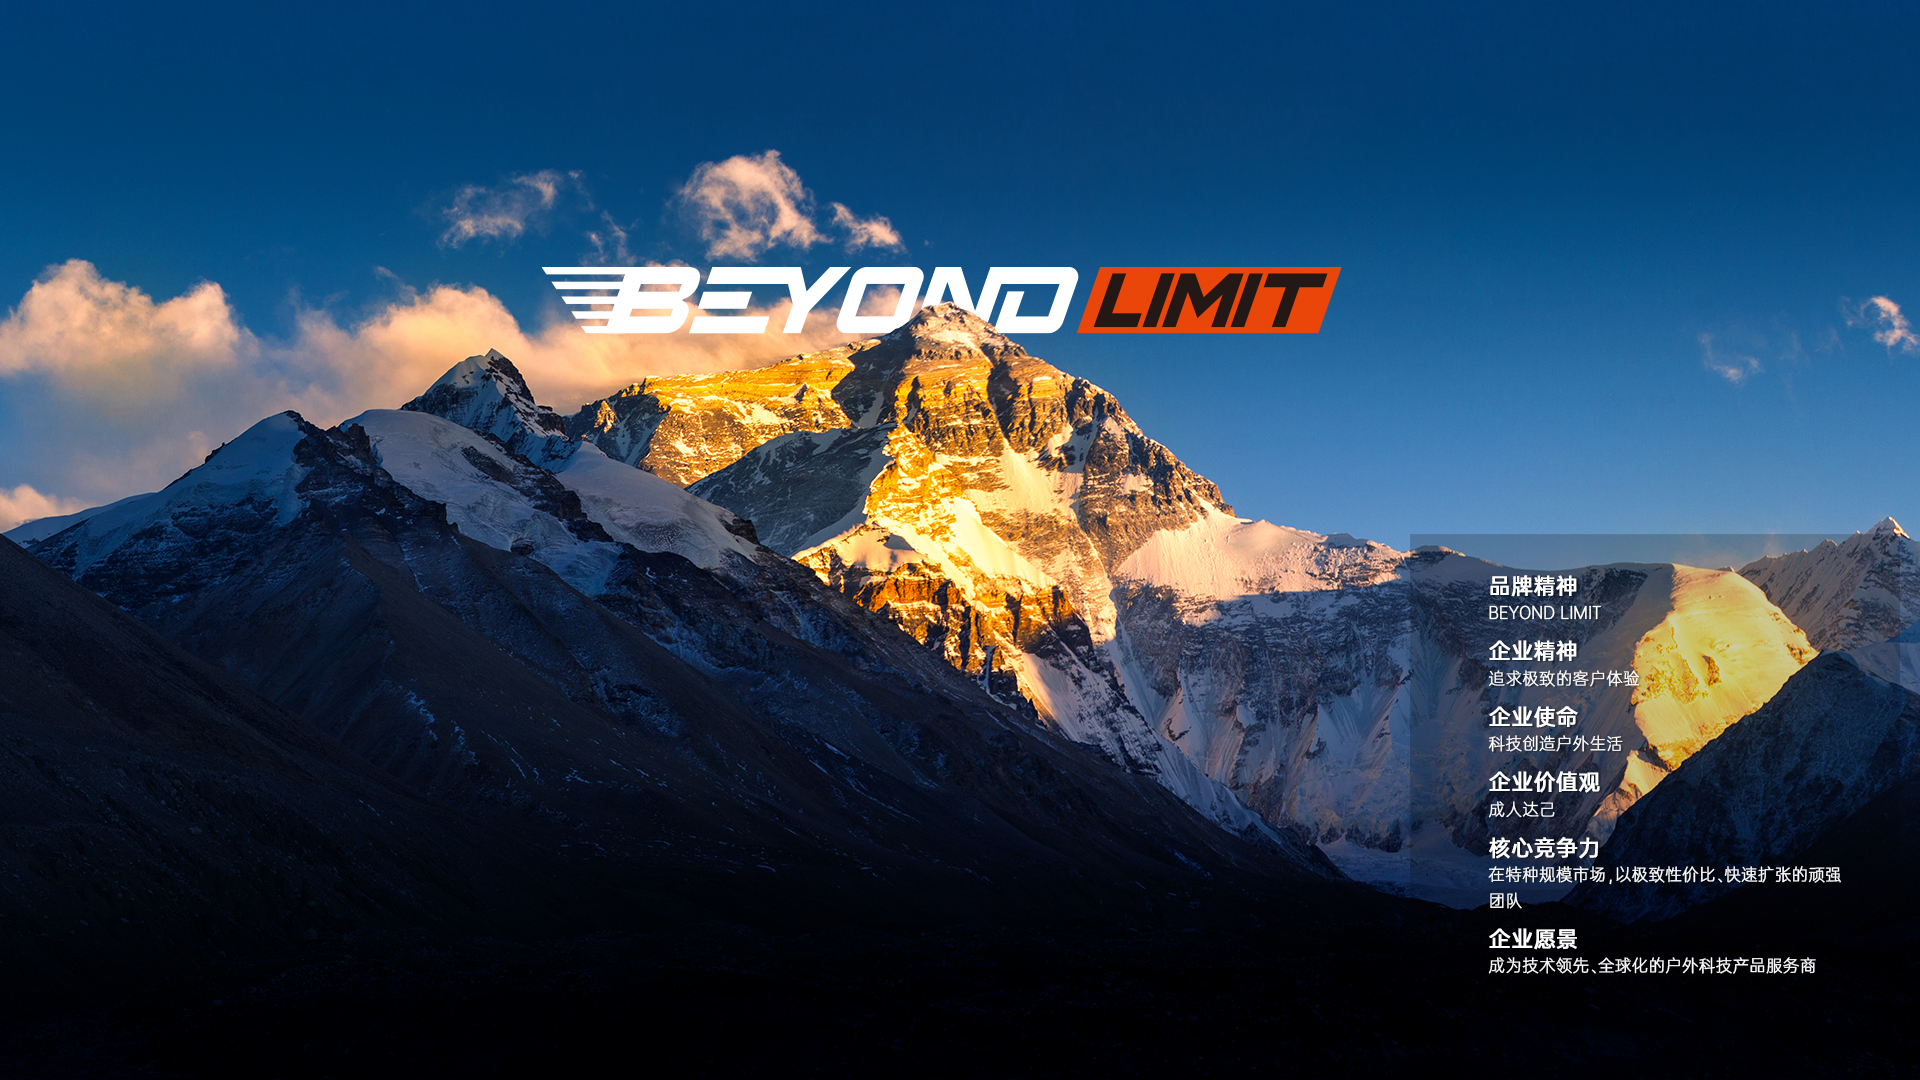 BEYOND LIMIT
品牌精神
BEYOND LIMIT
企业精神
追求极致的客户体验
企业使命
科技创造户外生活
企业价值观
成人达己
核心竞争力
在特种规模市场,以极致性价比、快速扩张的顽强
团队
企业愿景
成为技术领先、全球化的户外科技产品服务商